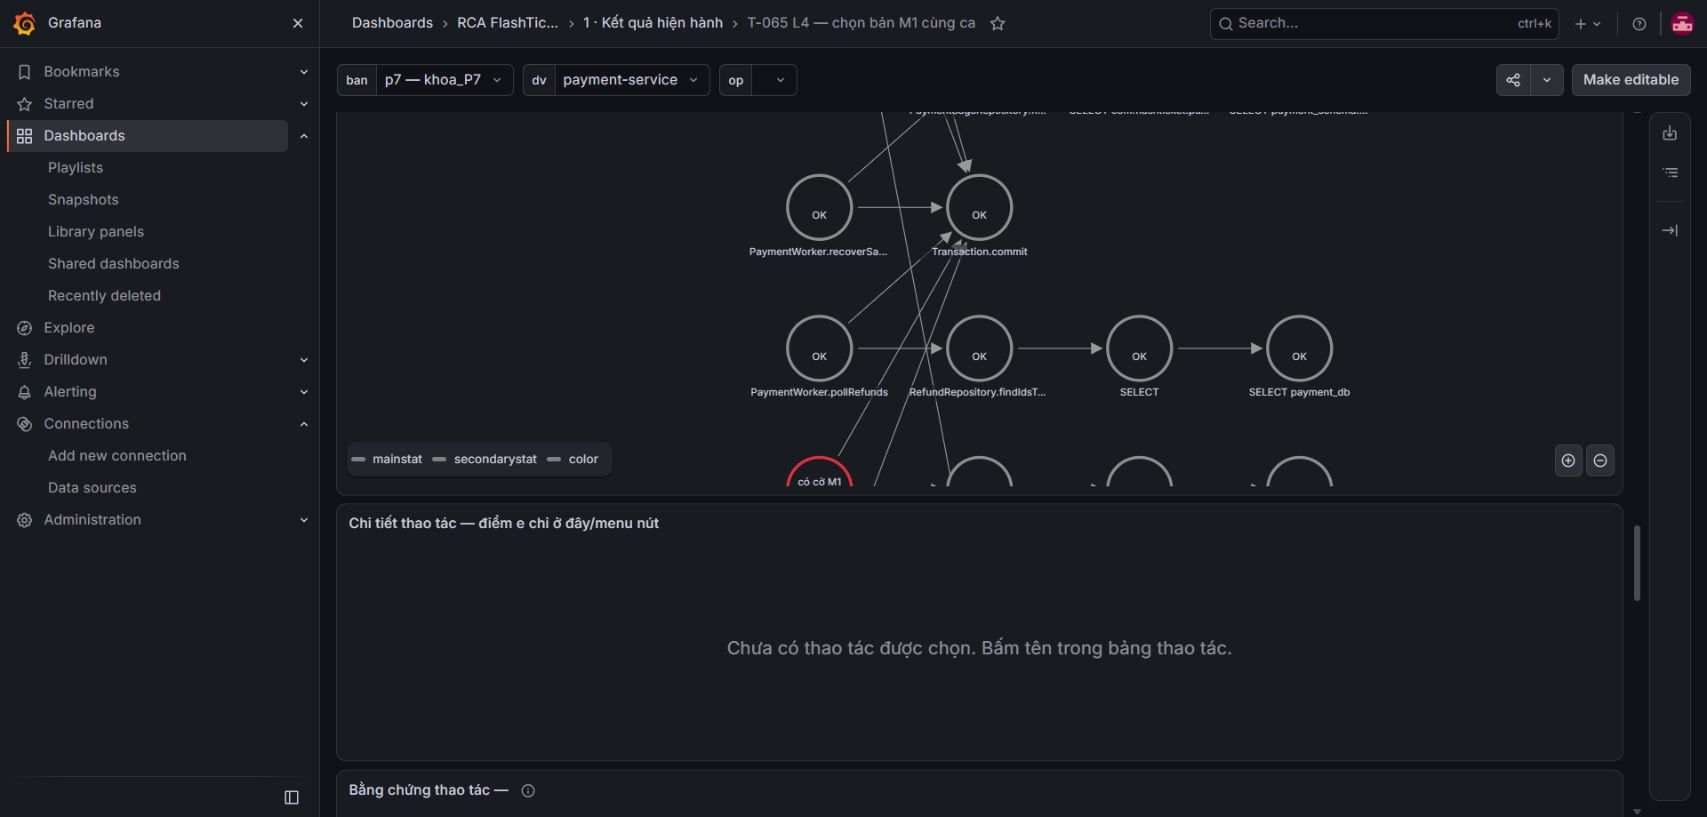 Grafana
Dashboards › RCA FlashTic... › 1 · Kết quả hiện hành › T-065 L4 — chọn bản M1 cùng ca
Search...
ctrl+k
Bookmarks
Starred
Dashboards
Playlists
Snapshots
Library panels
Shared dashboards
Recently deleted
Explore
Drilldown
Alerting
Connections
Add new connection
Data sources
Administration
ban
p7 — khoa_P7
dv
payment-service
op
Make editable
OK
OK
PaymentWorker.recoverSa...
Transaction.commit
OK
OK
OK
OK
PaymentWorker.pollRefunds
RefundRepository.findIdsT...
SELECT
SELECT payment_db
mainstat
secondarystat
color
có cờ M1
Chi tiết thao tác — điểm e chỉ ở đây/menu nút
Chưa có thao tác được chọn. Bấm tên trong bảng thao tác.
Bằng chứng thao tác —